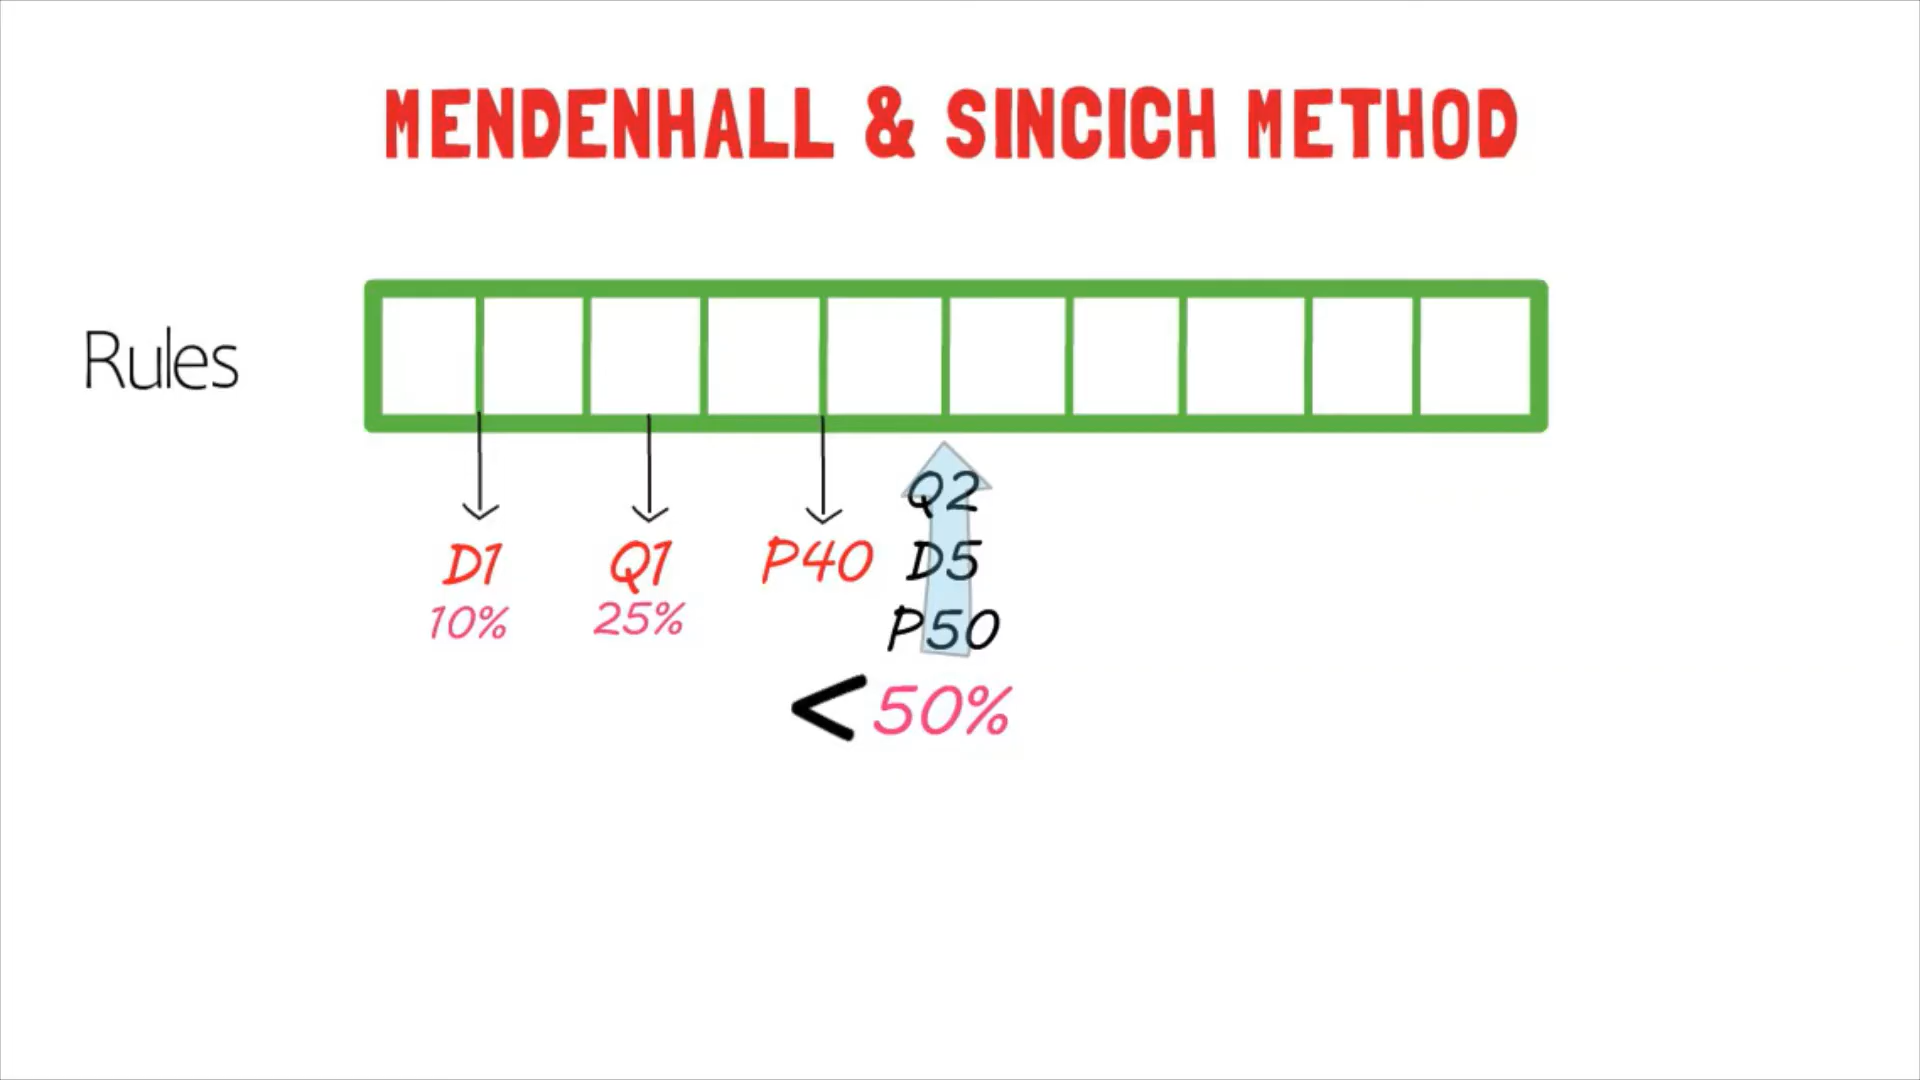 MENDENHALL & SINCICH METHOD
Rules
Q2
D1 Q1 P40 D5
10% 25% P50
<50%